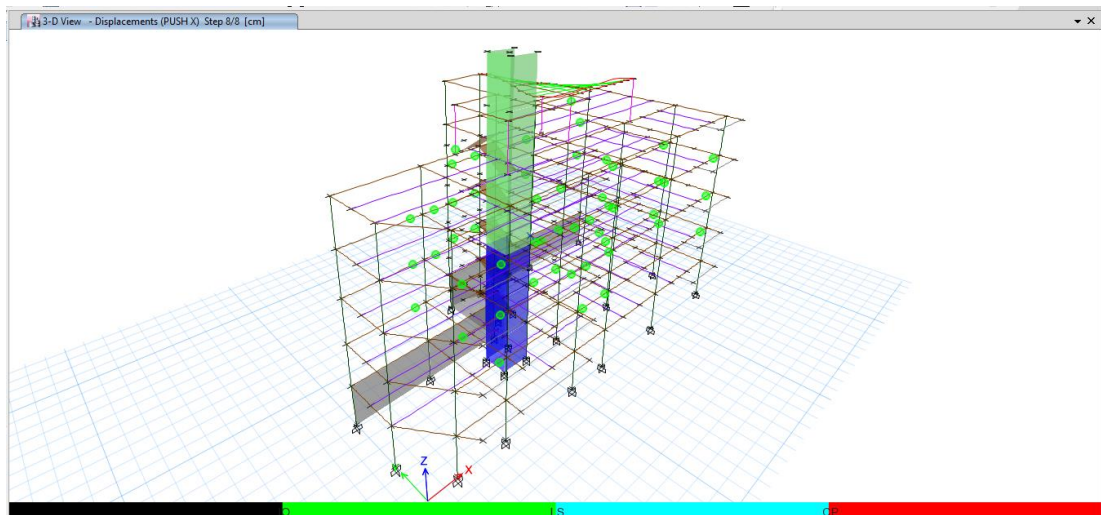 3-D View - Displacements (PUSH X) Step 8/8 [cm]
Z
X
IO LS CP